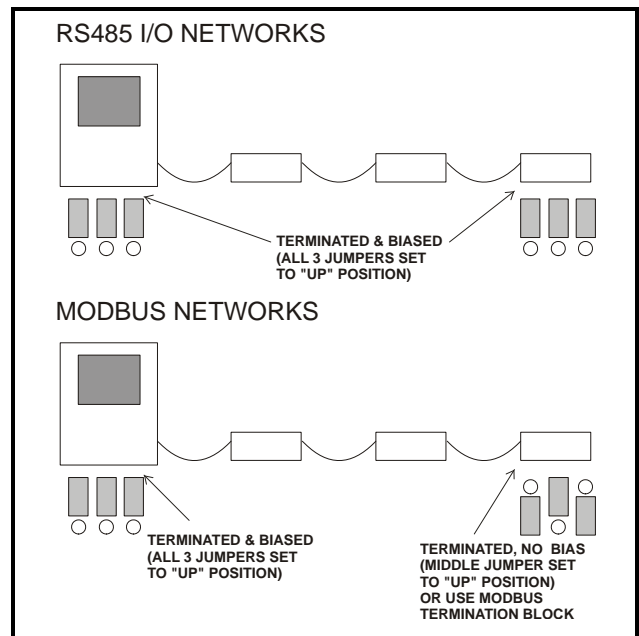 RS485 I/O NETWORKS
TERMINATED & BIASED
(ALL 3 JUMPERS SET
TO "UP" POSITION)
MODBUS NETWORKS
TERMINATED & BIASED
(ALL 3 JUMPERS SET
TO "UP" POSITION)
TERMINATED, NO BIAS
(MIDDLE JUMPER SET
TO "UP" POSITION)
OR USE MODBUS
TERMINATION BLOCK